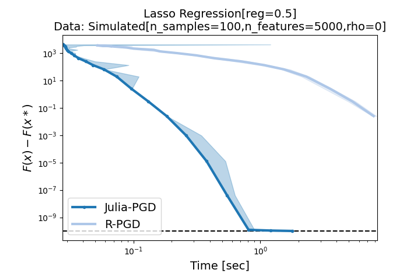 Lasso Regression[reg=0.5]
Data: Simulated[n_samples=100,n_features=5000,rho=0]
F(x) − F(x*)
10³
10¹
10⁻¹
10⁻³
10⁻⁵
10⁻⁷
10⁻⁹
Julia-PGD
R-PGD
10⁻¹
10⁰
Time [sec]